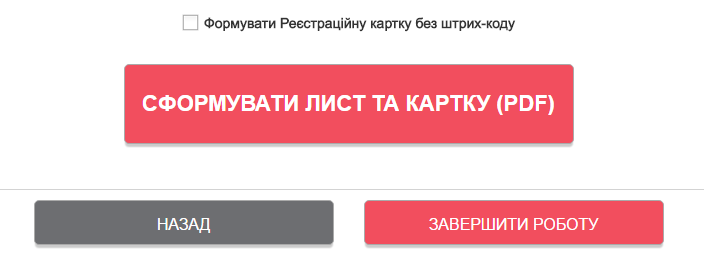 Формувати Реєстраційну картку без штрих-коду
СФОРМУВАТИ ЛИСТ ТА КАРТКУ (PDF)
НАЗАД
ЗАВЕРШИТИ РОБОТУ